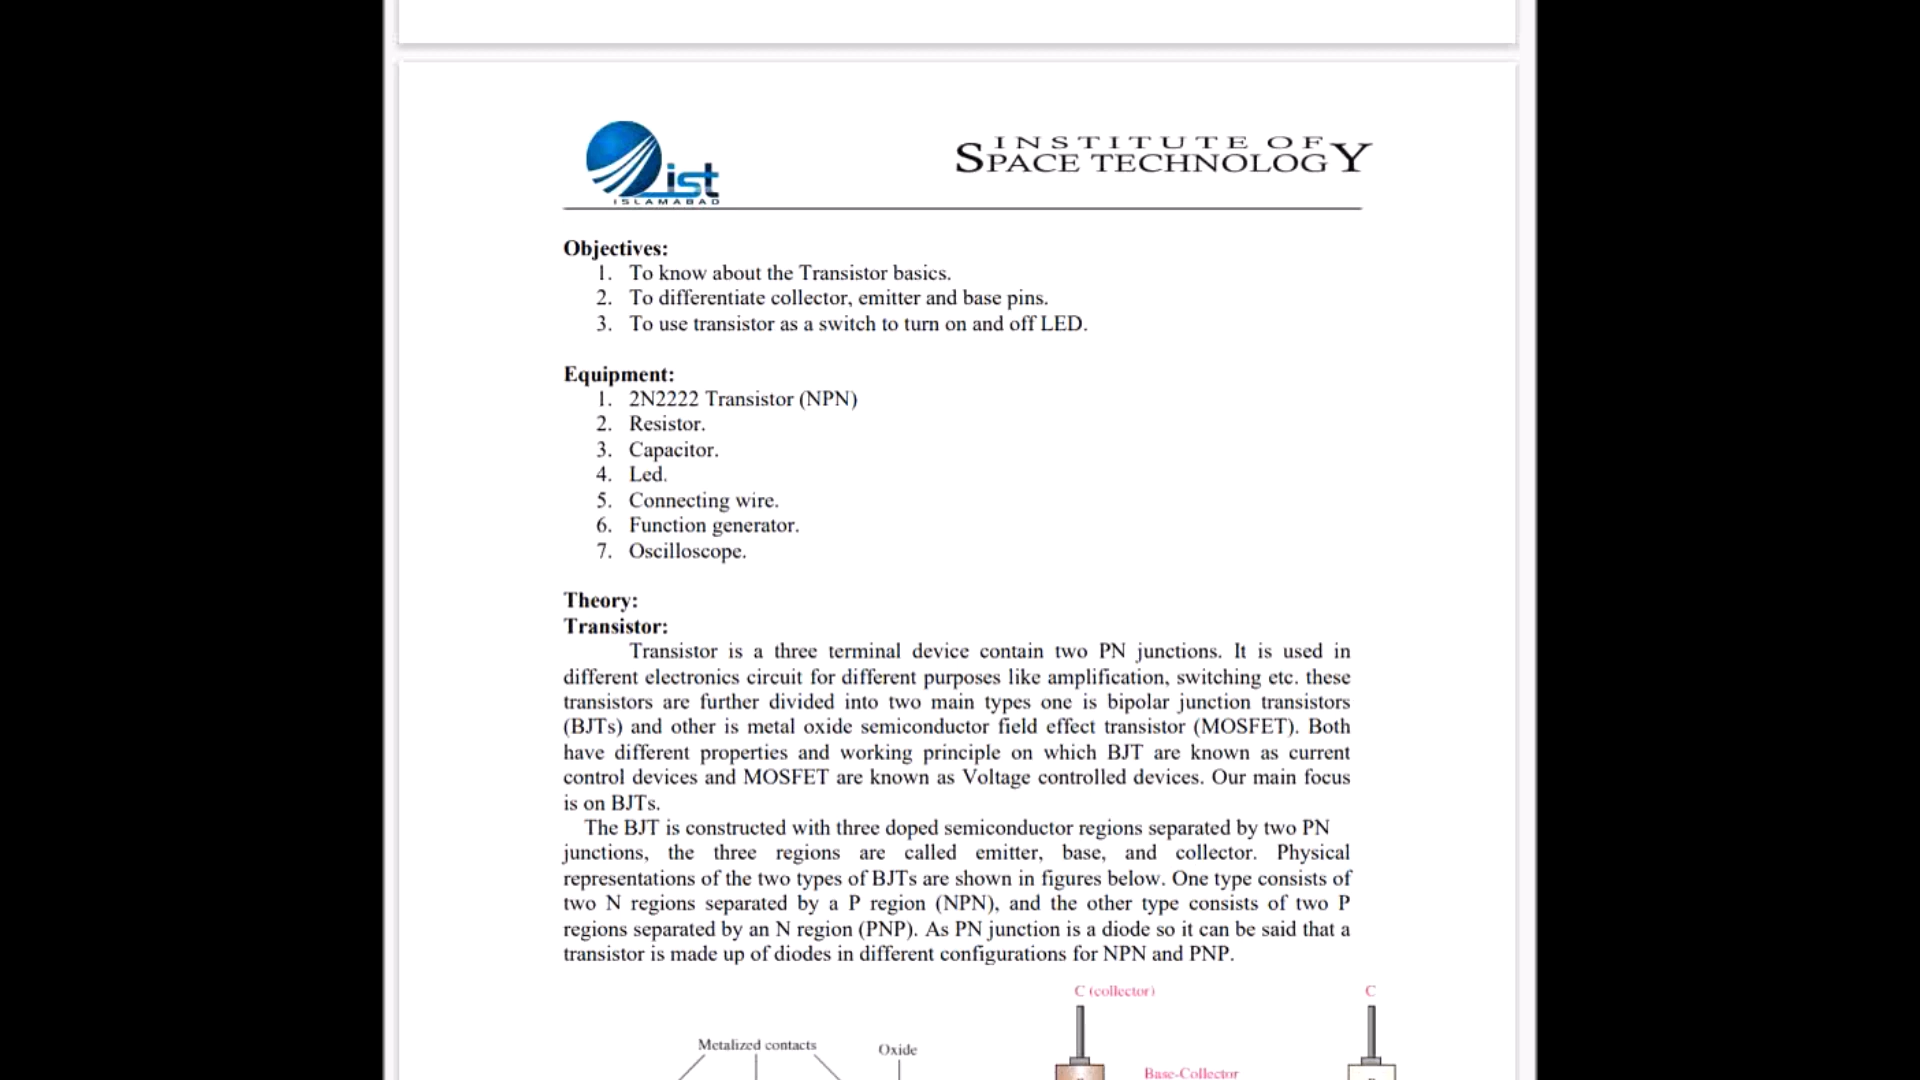 ist
ISLAMABAD
INSTITUTE OF
SPACE TECHNOLOGY
Objectives:
1. To know about the Transistor basics.
2. To differentiate collector, emitter and base pins.
3. To use transistor as a switch to turn on and off LED.
Equipment:
1. 2N2222 Transistor (NPN)
2. Resistor.
3. Capacitor.
4. Led.
5. Connecting wire.
6. Function generator.
7. Oscilloscope.
Theory:
Transistor:
Transistor is a three terminal device contain two PN junctions. It is used in
different electronics circuit for different purposes like amplification, switching etc. these
transistors are further divided into two main types one is bipolar junction transistors
(BJTs) and other is metal oxide semiconductor field effect transistor (MOSFET). Both
have different properties and working principle on which BJT are known as current
control devices and MOSFET are known as Voltage controlled devices. Our main focus
is on BJTs.
The BJT is constructed with three doped semiconductor regions separated by two PN
junctions, the three regions are called emitter, base, and collector. Physical
representations of the two types of BJTs are shown in figures below. One type consists of
two N regions separated by a P region (NPN), and the other type consists of two P
regions separated by an N region (PNP). As PN junction is a diode so it can be said that a
transistor is made up of diodes in different configurations for NPN and PNP.
C (collector)
C
Metalized contacts
Oxide
Base-Collector